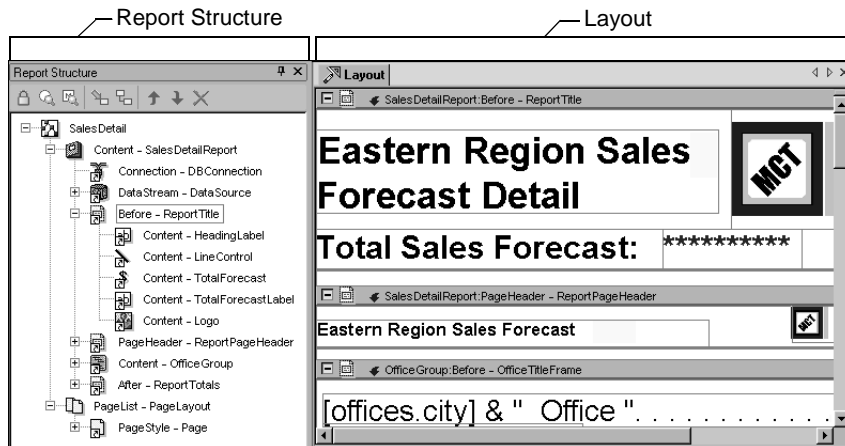 Report Structure
Layout
Report Structure
Layout
SalesDetail
Content – SalesDetailReport
Connection – DBConnection
DataStream – DataSource
Before – ReportTitle
Content – HeadingLabel
Content – LineControl
Content – TotalForecast
Content – TotalForecastLabel
Content – Logo
PageHeader – ReportPageHeader
Content – OfficeGroup
After – ReportTotals
PageList – PageLayout
PageStyle – Page
SalesDetailReport:Before – ReportTitle
Eastern Region Sales
Forecast Detail
MCT
Total Sales Forecast: **********
SalesDetailReport:PageHeader – ReportPageHeader
Eastern Region Sales Forecast
MCT
OfficeGroup:Before – OfficeTitleFrame
[offices.city] & " Office ". . . . . . . . . . . . .